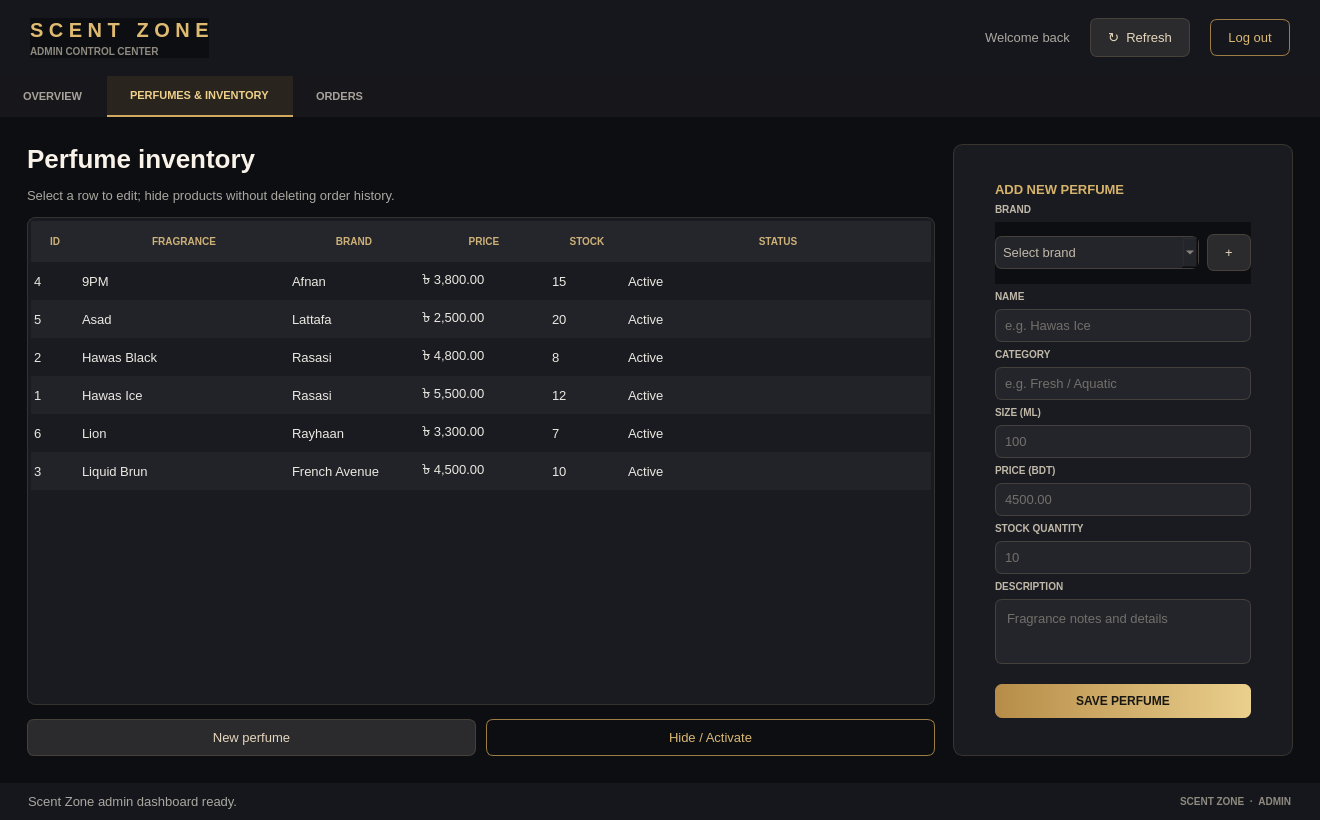 SCENT ZONE
ADMIN CONTROL CENTER
Welcome back
↻ Refresh
Log out
OVERVIEW
PERFUMES & INVENTORY
ORDERS
Perfume inventory
Select a row to edit; hide products without deleting order history.
ID FRAGRANCE BRAND PRICE STOCK STATUS
4 9PM Afnan ৳ 3,800.00 15 Active
5 Asad Lattafa ৳ 2,500.00 20 Active
2 Hawas Black Rasasi ৳ 4,800.00 8 Active
1 Hawas Ice Rasasi ৳ 5,500.00 12 Active
6 Lion Rayhaan ৳ 3,300.00 7 Active
3 Liquid Brun French Avenue ৳ 4,500.00 10 Active
New perfume
Hide / Activate
ADD NEW PERFUME
BRAND
Select brand
+
NAME
e.g. Hawas Ice
CATEGORY
e.g. Fresh / Aquatic
SIZE (ML)
100
PRICE (BDT)
4500.00
STOCK QUANTITY
10
DESCRIPTION
Fragrance notes and details
SAVE PERFUME
Scent Zone admin dashboard ready.
SCENT ZONE · ADMIN